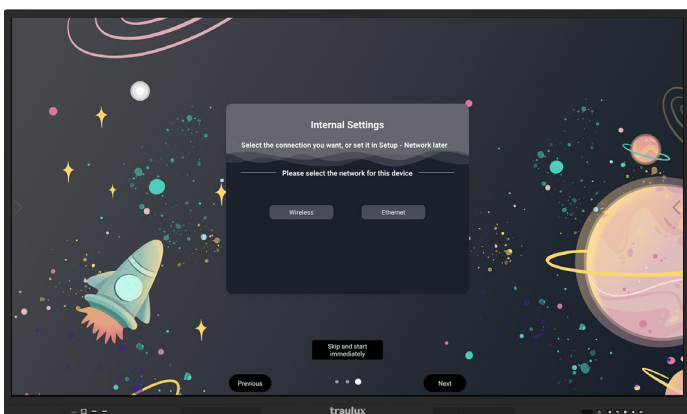 Internal Settings
Select the connection you want, or set it in Setup - Network later
Please select the network for this device
Wireless
Ethernet
Skip and start
immediately
Previous
Next
traulux